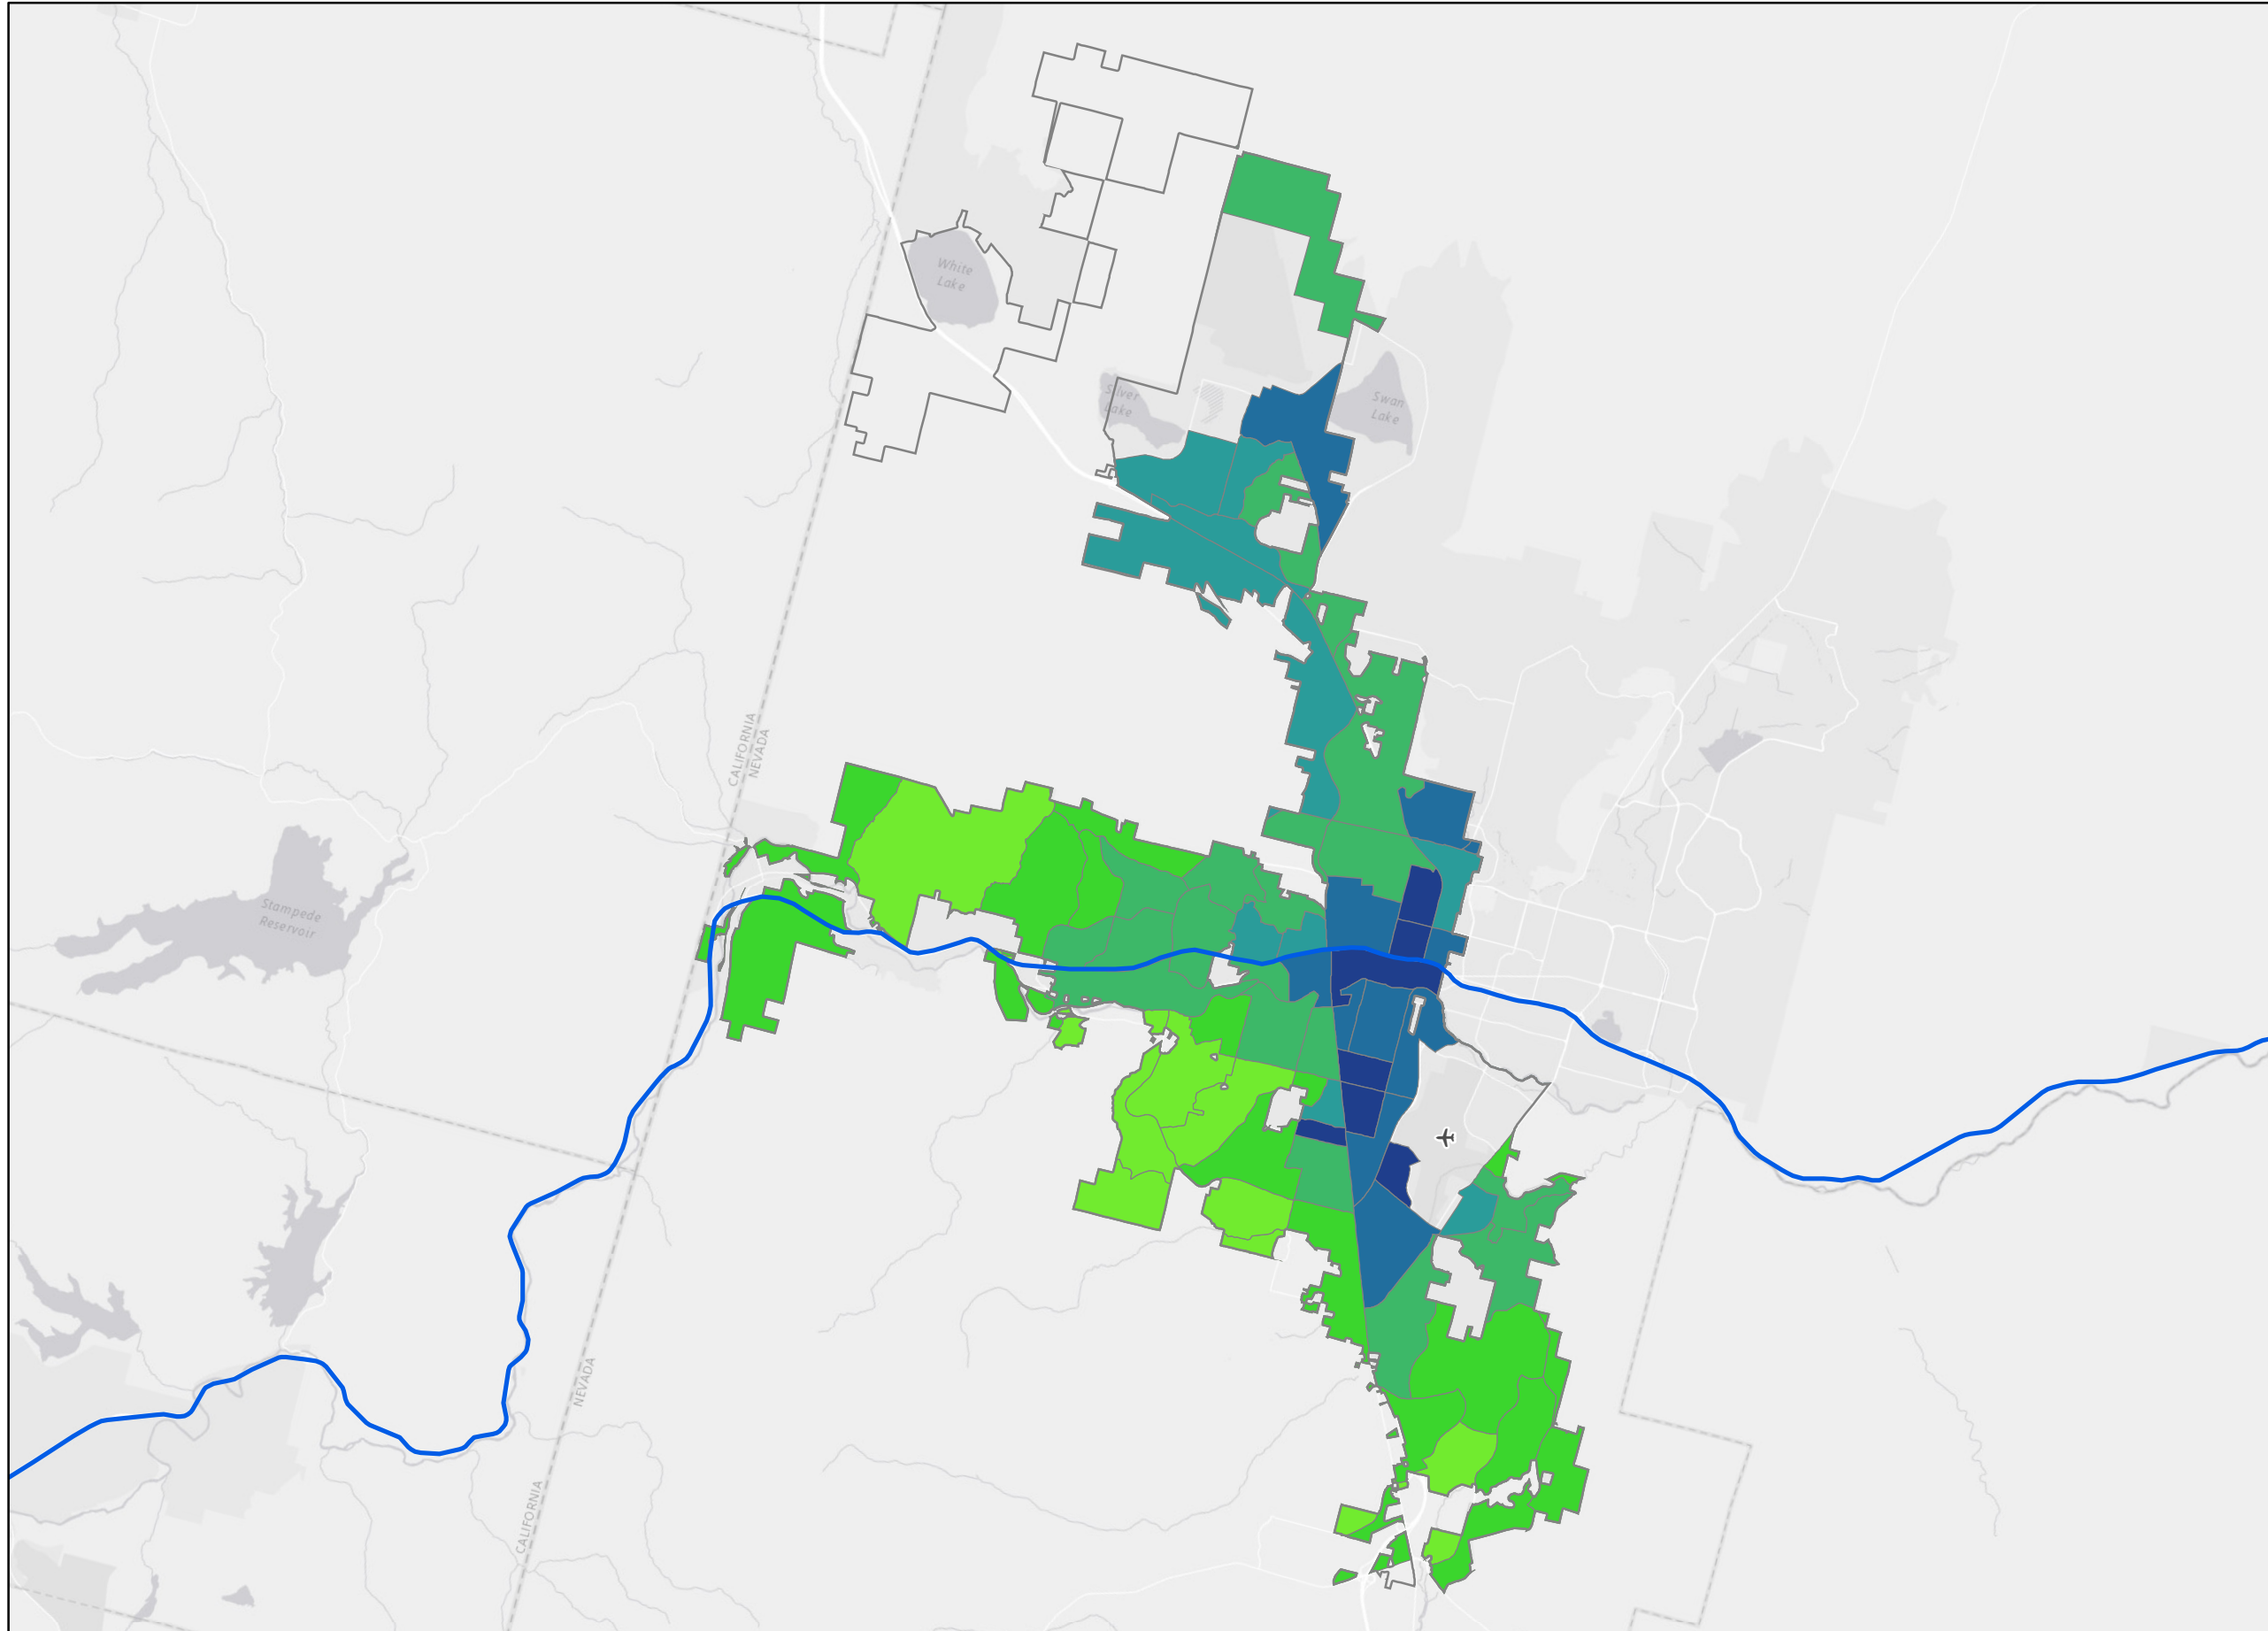 White
Lake
Silver
Lake
Swan
Lake
CALIFORNIA
NEVADA
Stampede
Reservoir
NEVADA
CALIFORNIA